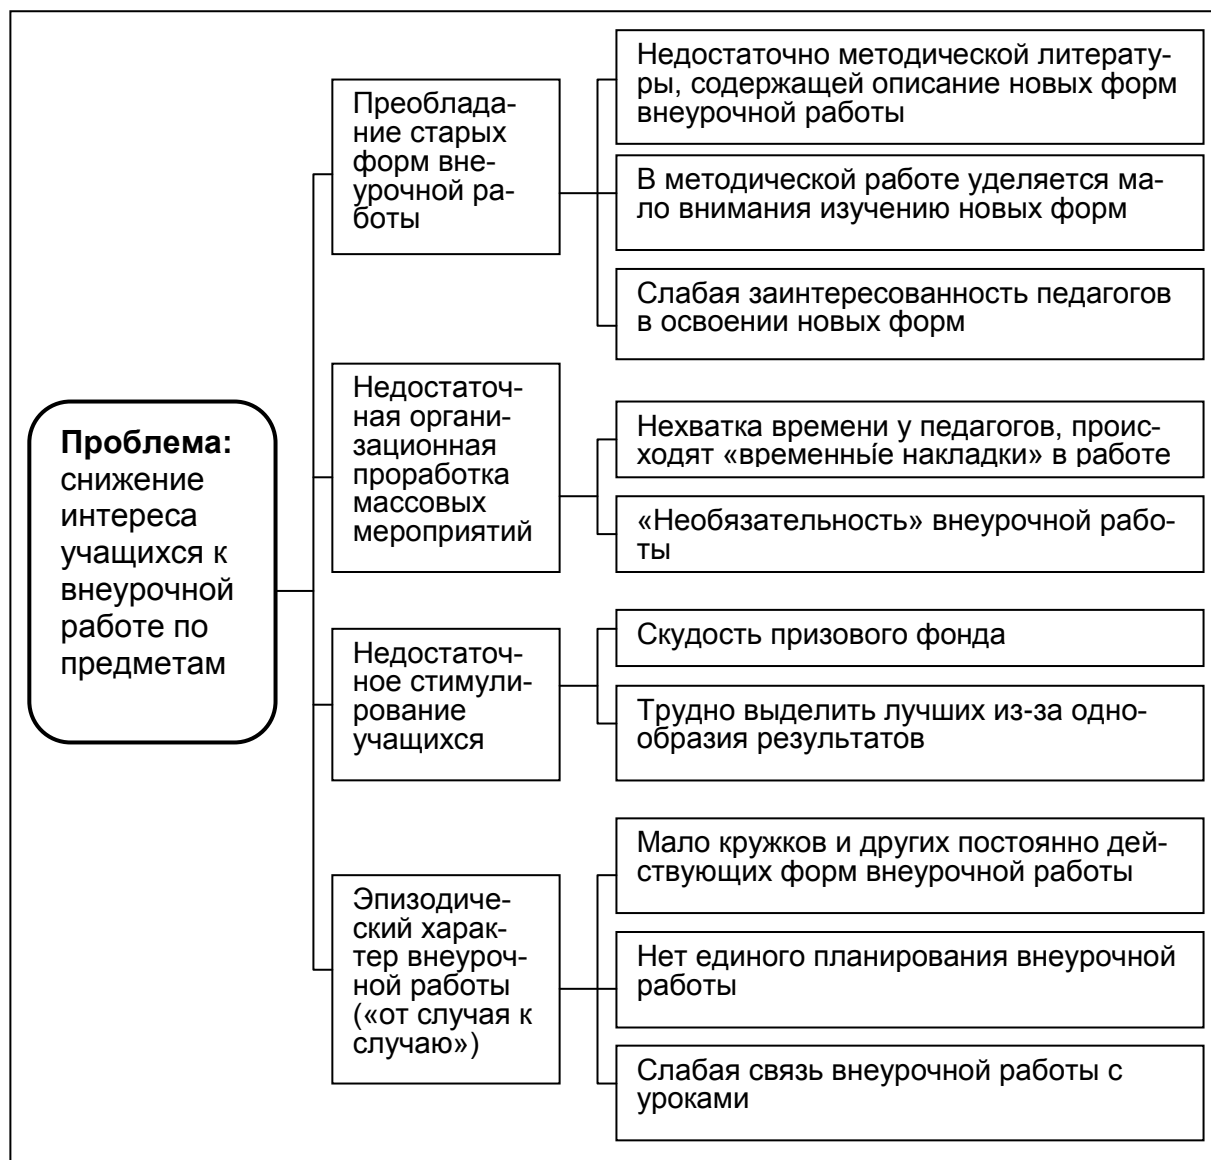 Проблема:
снижение
интереса
учащихся к
внеурочной
работе по
предметам
Преоблада-
ние старых
форм вне-
урочной ра-
боты
Недостаточно методической литерату-
ры, содержащей описание новых форм
внеурочной работы
В методической работе уделяется ма-
ло внимания изучению новых форм
Слабая заинтересованность педагогов
в освоении новых форм
Недостаточ-
ная органи-
зационная
проработка
массовых
мероприятий
Нехватка времени у педагогов, проис-
ходят «временны́е накладки» в работе
«Необязательность» внеурочной рабо-
ты
Недостаточ-
ное стимули-
рование
учащихся
Скудость призового фонда
Трудно выделить лучших из-за одно-
образия результатов
Эпизодиче-
ский харак-
тер внеуроч-
ной работы
(«от случая к
случаю»)
Мало кружков и других постоянно дей-
ствующих форм внеурочной работы
Нет единого планирования внеурочной
работы
Слабая связь внеурочной работы с
уроками